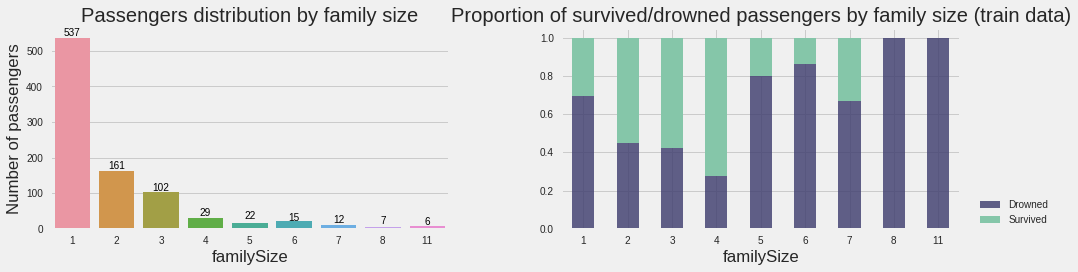 Passengers distribution by family size
Number of passengers
500
400
300
200
100
0
537
161
102
29
22
15
12
7
6
1 2 3 4 5 6 7 8 11
familySize
Proportion of survived/drowned passengers by family size (train data)
1.0
0.8
0.6
0.4
0.2
0.0
1 2 3 4 5 6 7 8 11
familySize
Drowned
Survived